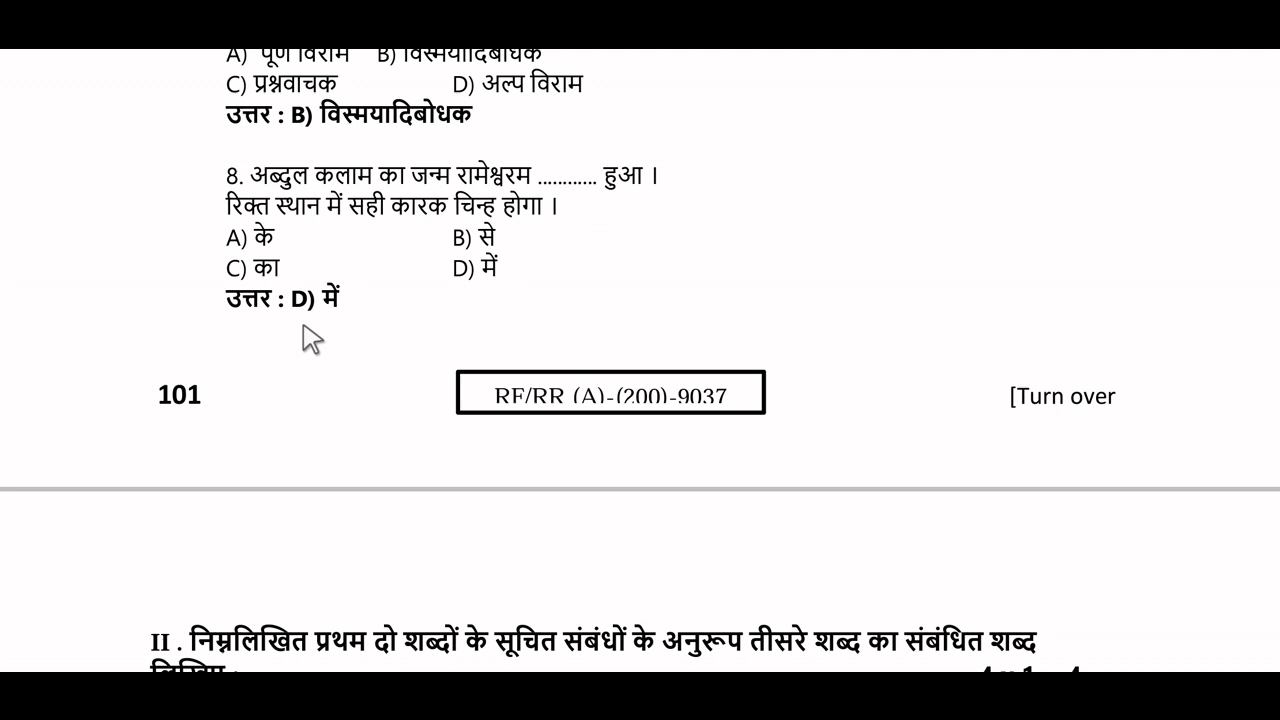 A) पूर्ण विराम B) विस्मयादिबोधक
C) प्रश्नवाचक D) अल्प विराम
उत्तर : B) विस्मयादिबोधक
8. अब्दुल कलाम का जन्म रामेश्वरम ............ हुआ ।
रिक्त स्थान में सही कारक चिन्ह होगा ।
A) के B) से
C) का D) में
उत्तर : D) में
101 RF/RR (A)-(200)-9037 [Turn over
II . निम्नलिखित प्रथम दो शब्दों के सूचित संबंधों के अनुरूप तीसरे शब्द का संबंधित शब्द
लिखिए :